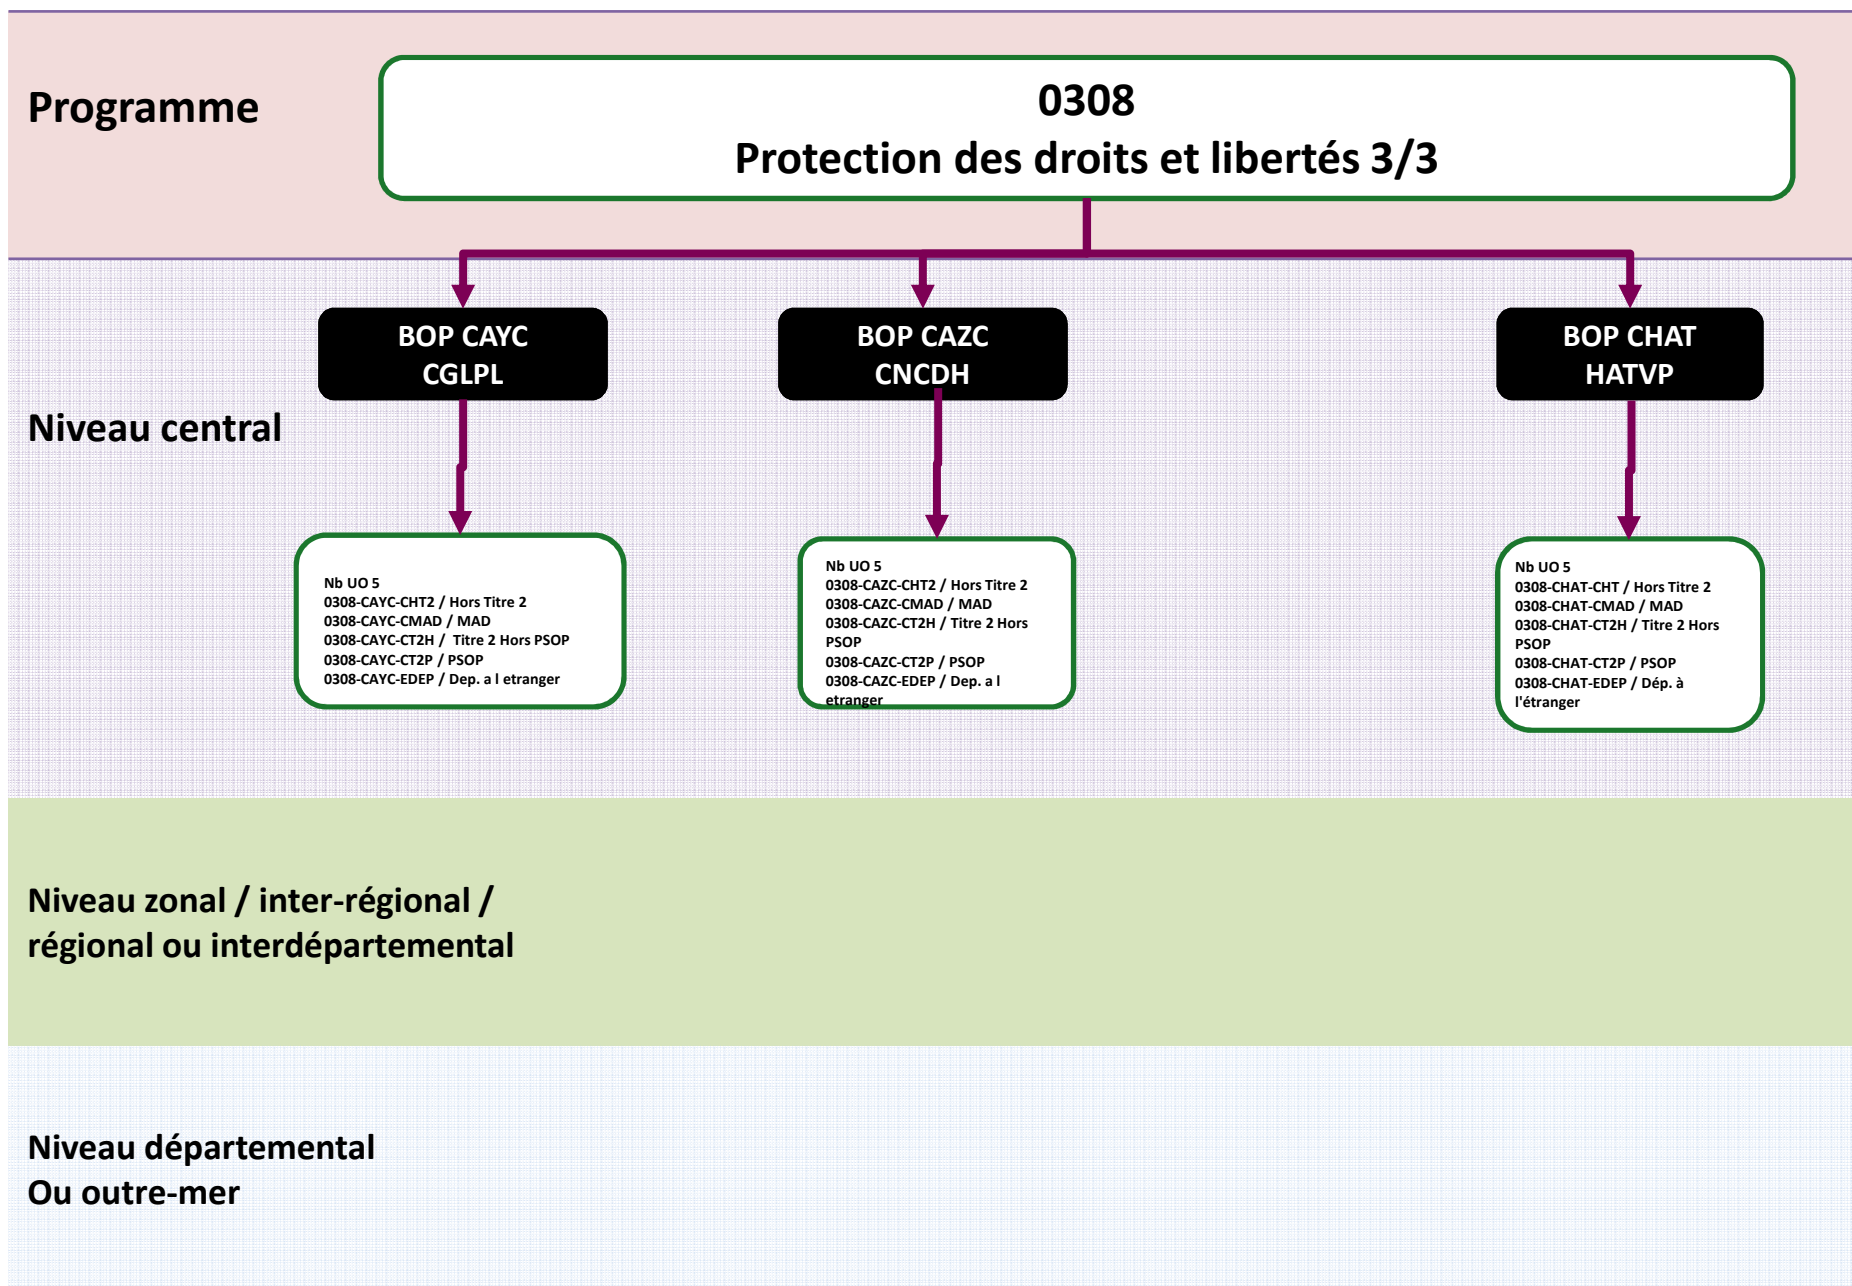 Programme
0308
Protection des droits et libertés 3/3
BOP CAYC
CGLPL
BOP CAZC
CNCDH
BOP CHAT
HATVP
Niveau central
Nb UO 5
0308-CAYC-CHT2 / Hors Titre 2
0308-CAYC-CMAD / MAD
0308-CAYC-CT2H /  Titre 2 Hors PSOP
0308-CAYC-CT2P / PSOP
0308-CAYC-EDEP / Dep. a l etranger
Nb UO 5
0308-CAZC-CHT2 / Hors Titre 2
0308-CAZC-CMAD / MAD
0308-CAZC-CT2H / Titre 2 Hors
PSOP
0308-CAZC-CT2P / PSOP
0308-CAZC-EDEP / Dep. a l
etranger
Nb UO 5
0308-CHAT-CHT / Hors Titre 2
0308-CHAT-CMAD / MAD
0308-CHAT-CT2H / Titre 2 Hors
PSOP
0308-CHAT-CT2P / PSOP
0308-CHAT-EDEP / Dép. à
l'étranger
Niveau zonal / inter-régional /
régional ou interdépartemental
Niveau départemental
Ou outre-mer